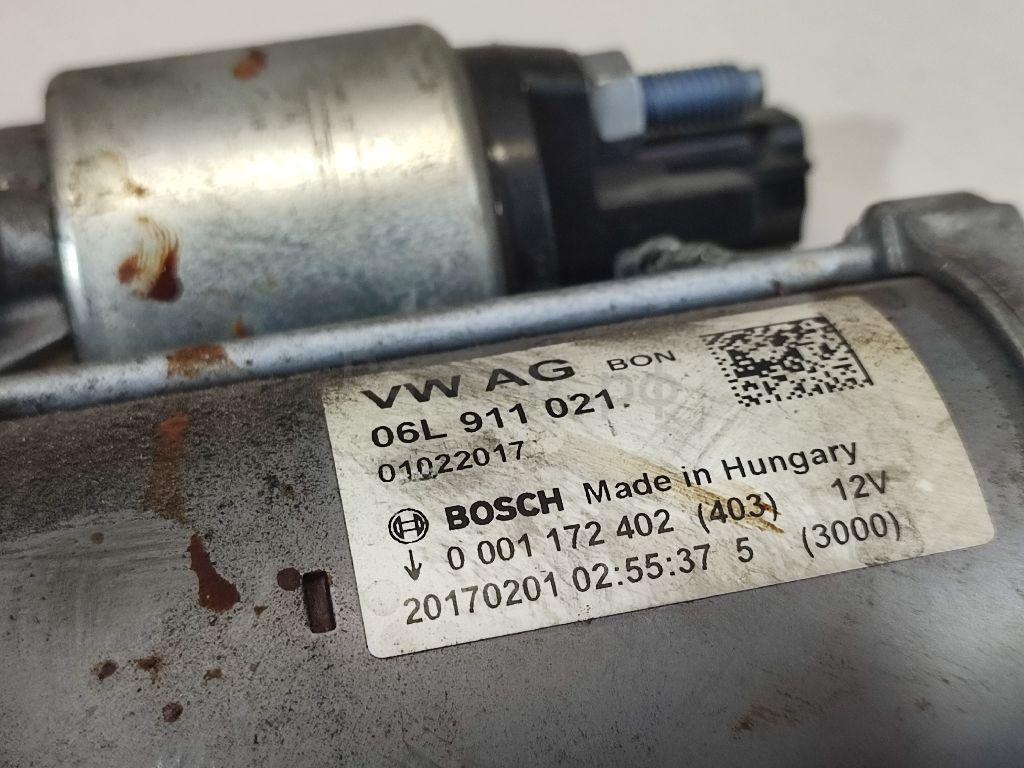 VW AG BON
06L 911 021.
01022017
BOSCH Made in Hungary
0 001 172 402 (403) 12V
20170201 02:55:37 5 (3000)